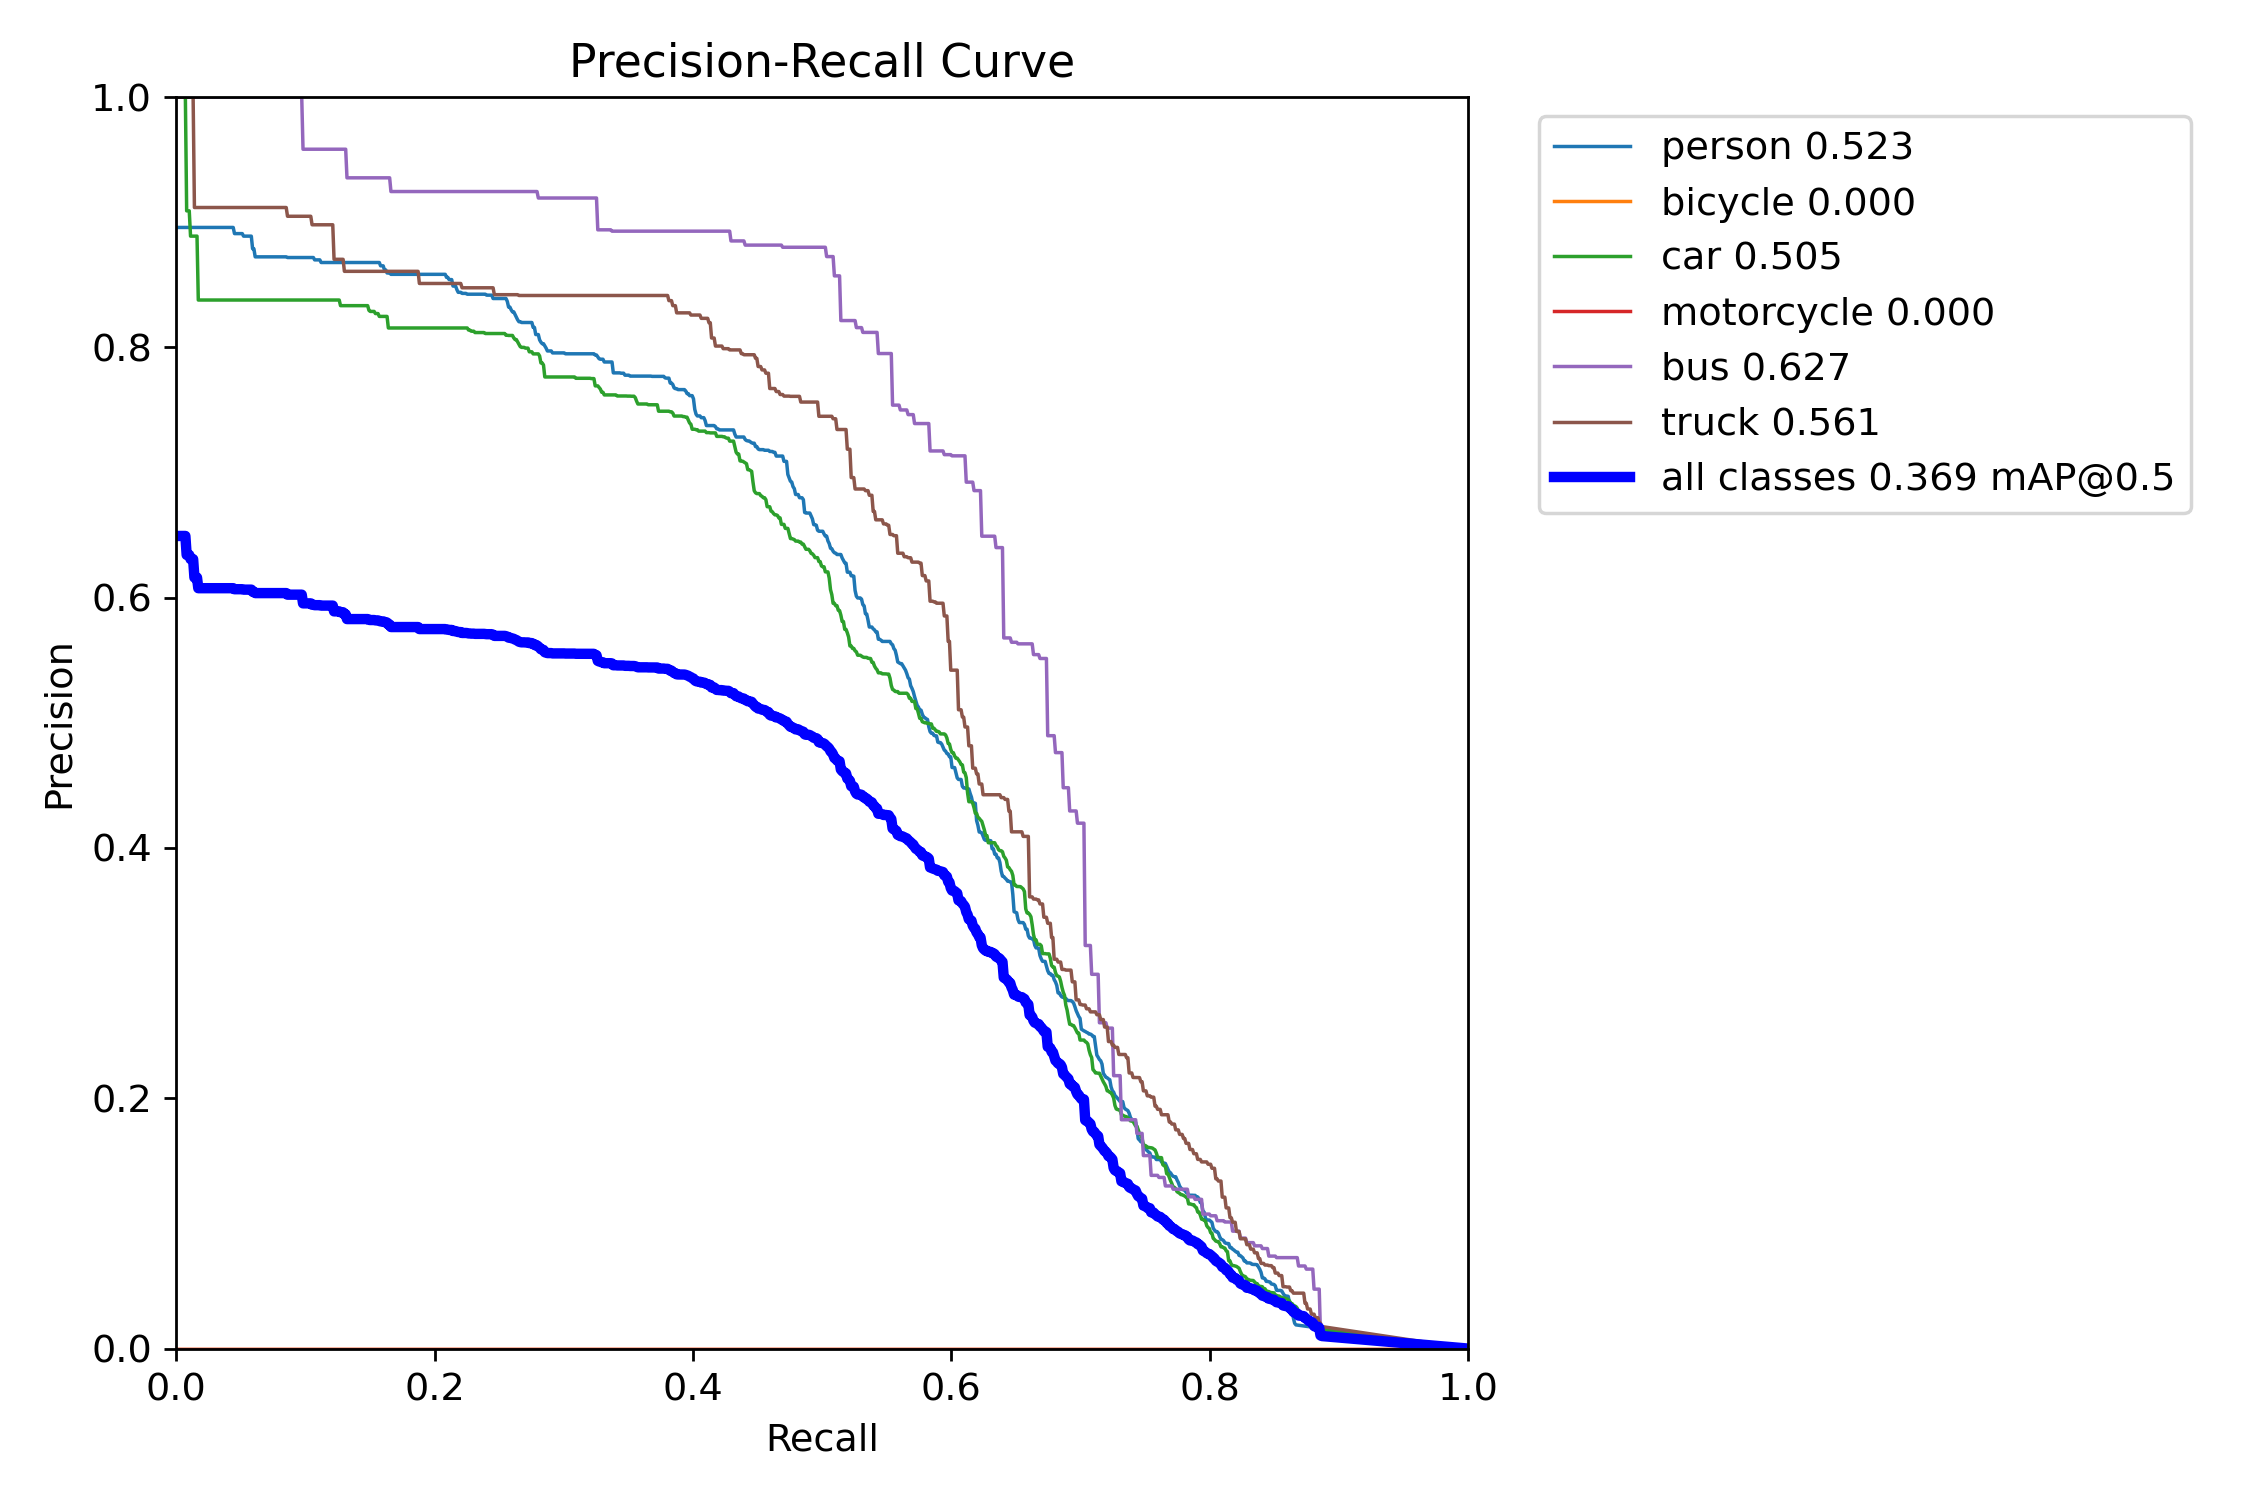 Precision-Recall Curve
1.0
0.8
0.6
0.4
0.2
0.0
Precision
0.0 0.2 0.4 0.6 0.8 1.0
Recall
person 0.523
bicycle 0.000
car 0.505
motorcycle 0.000
bus 0.627
truck 0.561
all classes 0.369 mAP@0.5